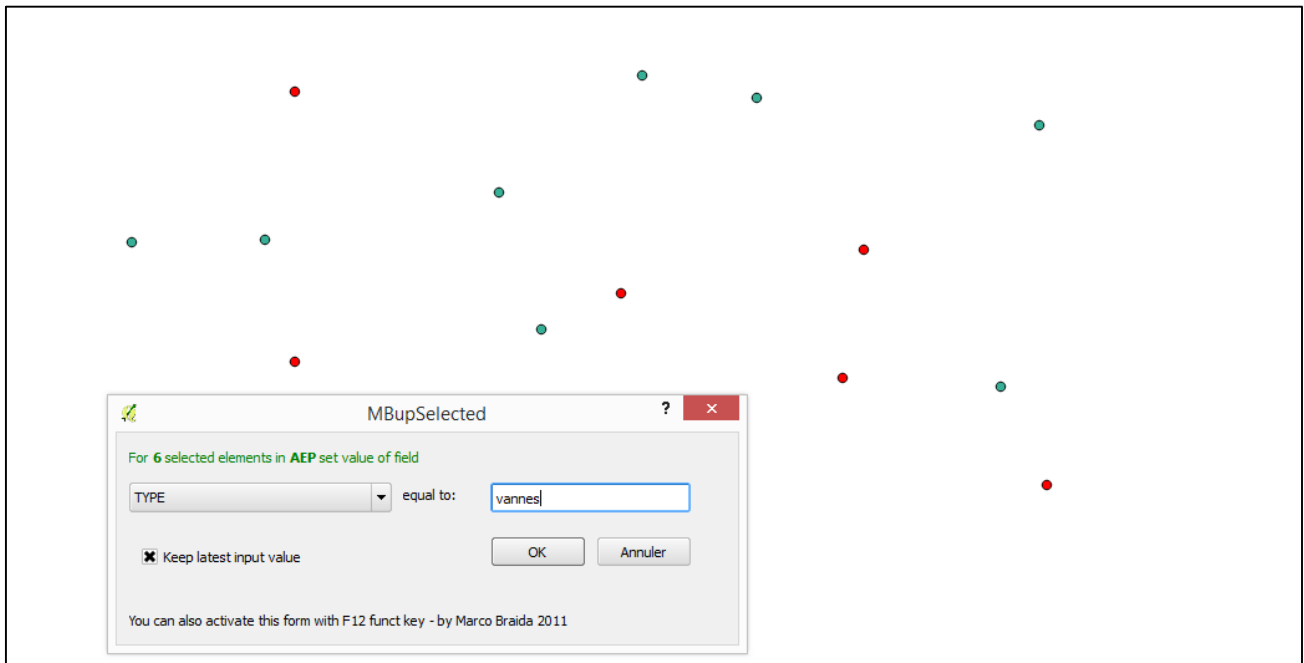 MBupSelected
?
For 6 selected elements in AEP set value of field
TYPE equal to: vannes
Keep latest input value OK Annuler
You can also activate this form with F12 funct key - by Marco Braida 2011